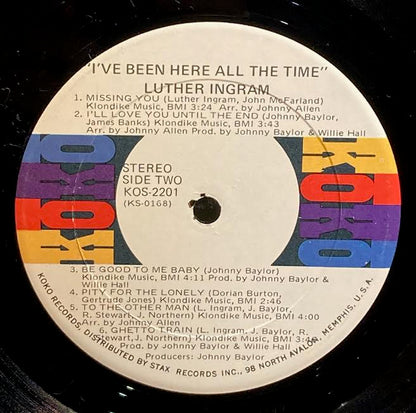 "I'VE BEEN HERE ALL THE TIME"
LUTHER INGRAM
1. MISSING YOU (Luther Ingram, John McFarland)
Klondike Music, BMI 3:24 Arr. by Johnny Allen
2. I'LL LOVE YOU UNTIL THE END (Johnny Baylor,
James Banks) Klondike Music, BMI 3:43
Arr. by Johnny Allen Prod. by Johnny Baylor & Willie Hall
KOKO
KOKO
STEREO
SIDE TWO
KOS-2201
(KS-0168)
KOKO
KOKO
3. BE GOOD TO ME BABY (Johnny Baylor)
Klondike Music, BMI 4:11 Prod. by Johnny Baylor &
Willie Hall
4. PITY FOR THE LONELY (Dorian Burton,
Gertrude Jones) Klondike Music, BMI 2:46
5. TO THE OTHER MAN (L. Ingram, J. Baylor,
R. Stewart, J. Northern) Klondike Music, BMI 4:00
Arr. by Johnny Allen
6. GHETTO TRAIN (L. Ingram, J. Baylor, R.
Stewart, J. Northern) Klondike Music, BMI
Prod. by Johnny Baylor & Willie Hall
Producers: Johnny Baylor
KOKO RECORDS, DISTRIBUTED BY STAX RECORDS INC., 98 NORTH AVALON, MEMPHIS, U.S.A.